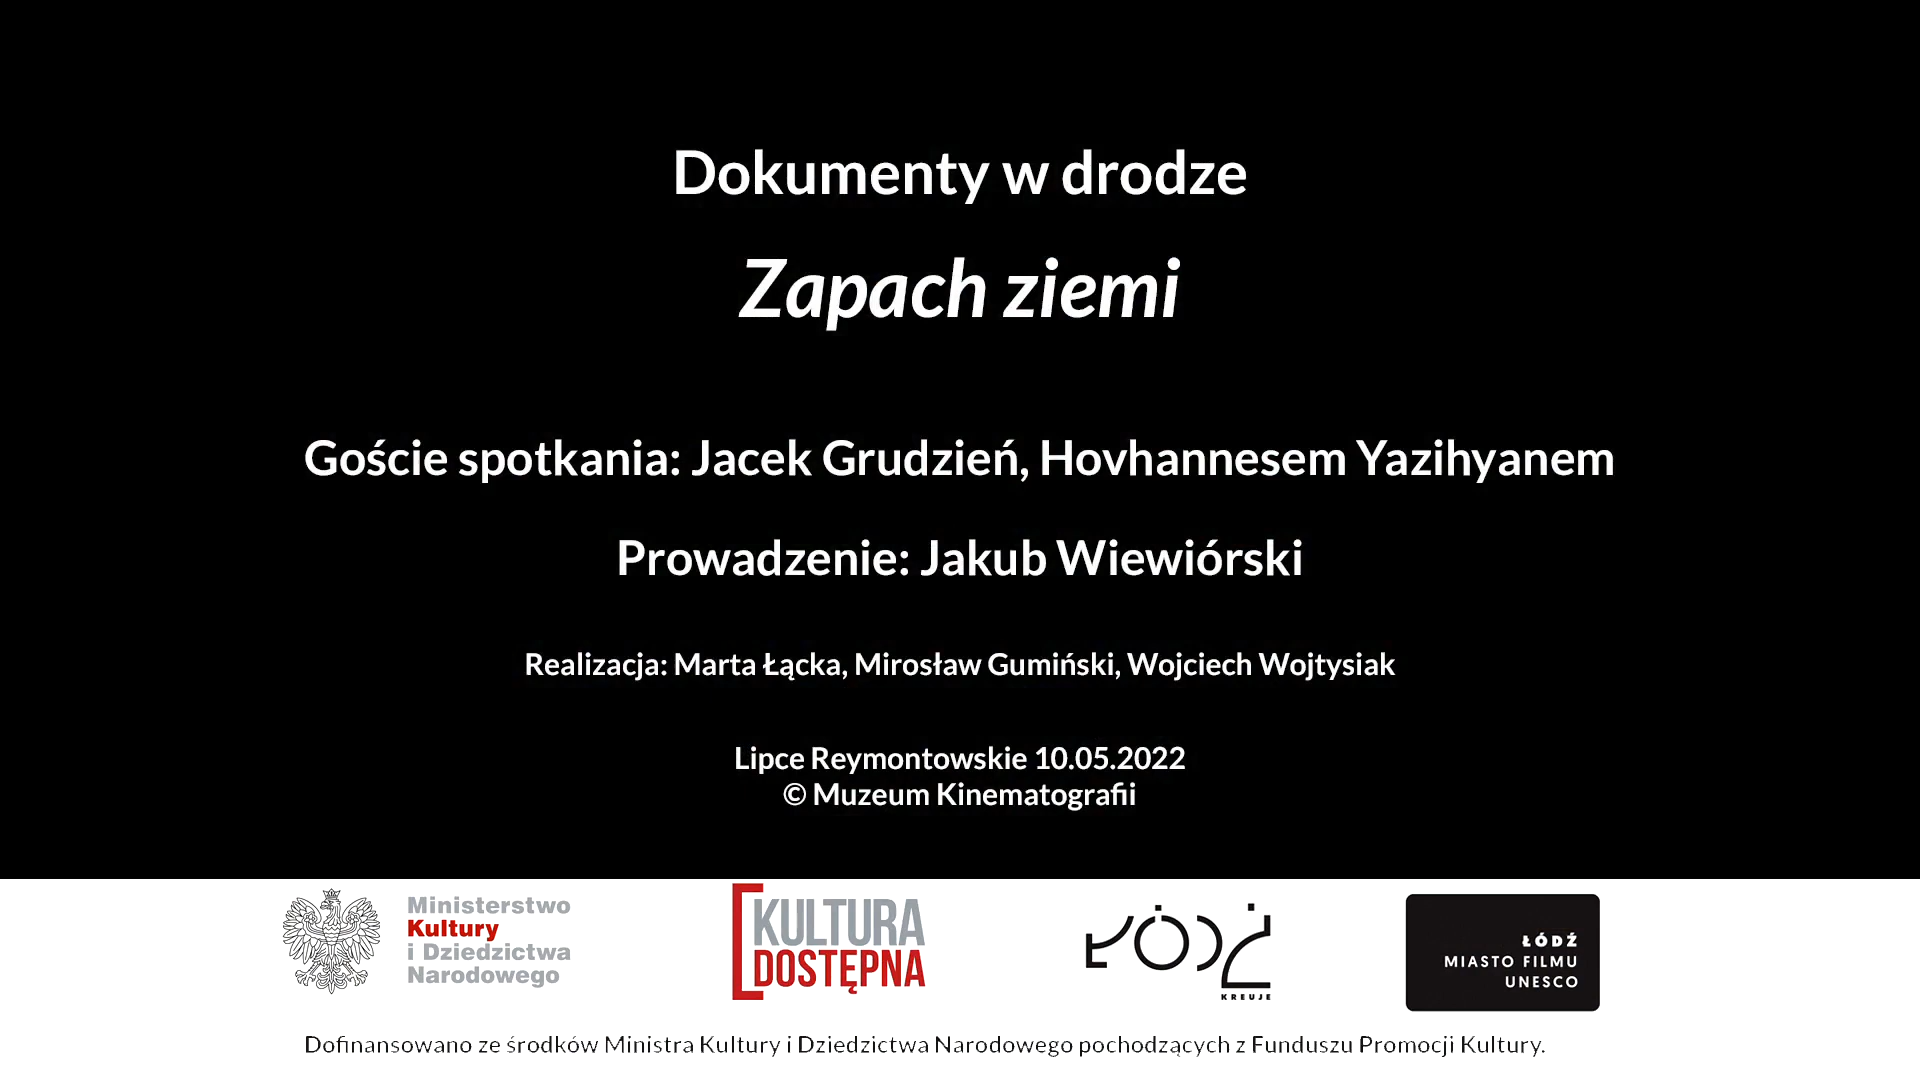 Dokumenty w drodze
Zapach ziemi
Goście spotkania: Jacek Grudzień, Hovhannesem Yazihyanem
Prowadzenie: Jakub Wiewiórski
Realizacja: Marta Łącka, Mirosław Gumiński, Wojciech Wojtysiak
Lipce Reymontowskie 10.05.2022
© Muzeum Kinematografii
Ministerstwo
Kultury
i Dziedzictwa
Narodowego
KULTURA
DOSTĘPNA
ŁÓDŹ
KREUJE
ŁÓDŹ
MIASTO FILMU
UNESCO
Dofinansowano ze środków Ministra Kultury i Dziedzictwa Narodowego pochodzących z Funduszu Promocji Kultury.